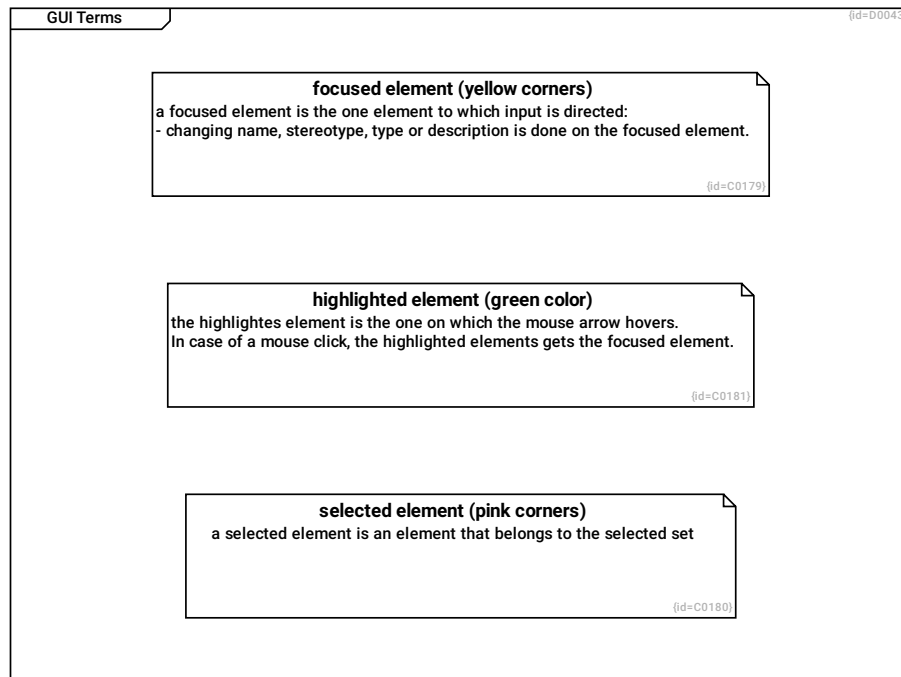 GUI Terms
{id=D0043
focused element (yellow corners)
a focused element is the one element to which input is directed:
- changing name, stereotype, type or description is done on the focused element.
{id=C0179}
highlighted element (green color)
the highlightes element is the one on which the mouse arrow hovers.
In case of a mouse click, the highlighted elements gets the focused element.
{id=C0181}
selected element (pink corners)
a selected element is an element that belongs to the selected set
{id=C0180}